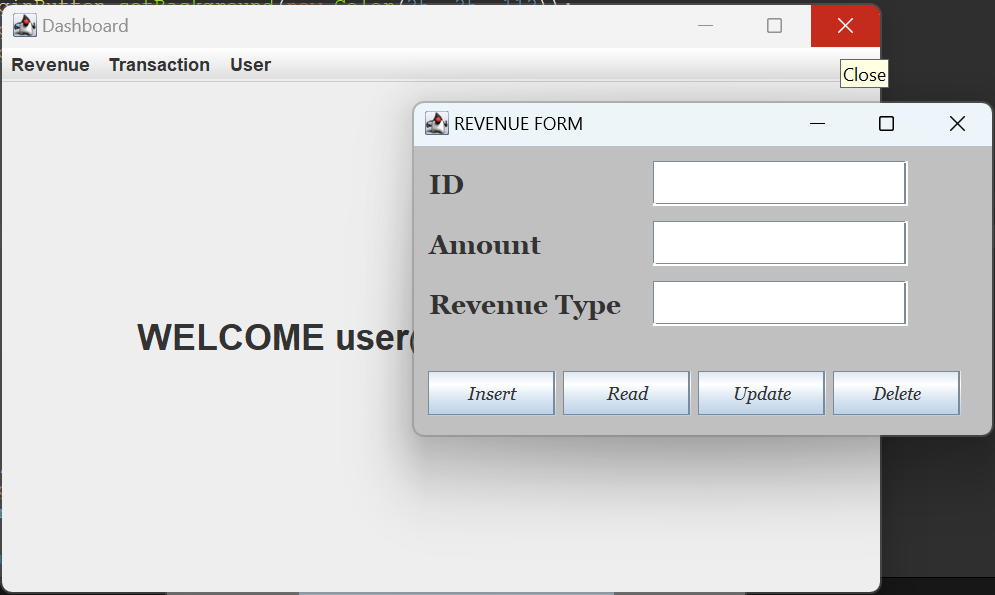 Dashboard
Revenue Transaction User
Close
REVENUE FORM
ID
Amount
Revenue Type
WELCOME user
Insert Read Update Delete